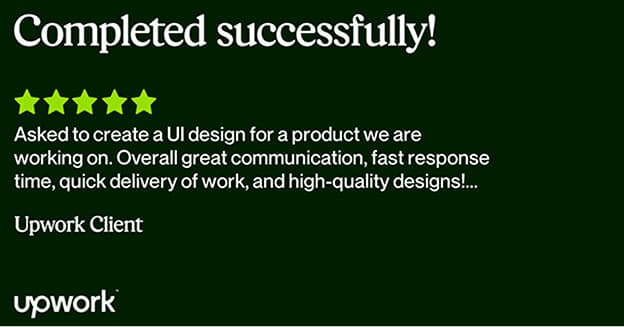 Completed successfully!
Asked to create a UI design for a product we are
working on. Overall great communication, fast response
time, quick delivery of work, and high-quality designs!...
Upwork Client
upwork